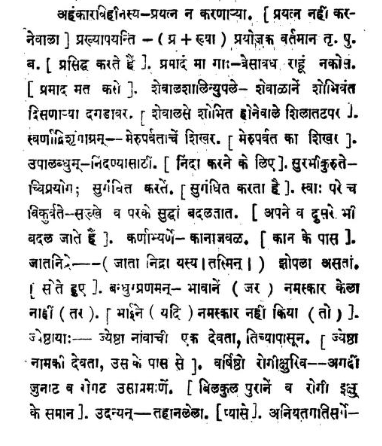 अहंकारविहीनस्य–प्रयत्न न करणाऱ्या. [ प्रयत्न नहीं कर-
नेवाला ] प्रख्यापयन्ति – ( प्र + ख्या ) प्रयोजक वर्तमान तृ. पु.
ब. [ प्रसिद्ध करते हैं ]. प्रमादं मा गाः–बेसावध राहूं नकोस.
[ प्रमाद मत करो ]. शेवालशालिन्युपले– शेवाळानें शोभिवंत
दिसणाऱ्या दगडावर. [ शेवालसे शोभित होनेवाले शिलातटपर ].
स्वर्णाद्रिशृंगाग्रम्–– मेरुपर्वताचें शिखर. [ मेरुपर्वत का शिखर ].
उपालब्धुम्–निंदण्यासाठीं. [ निंदा करने के लिए ]. सुरभीकुरुते–
च्विप्रयोग; सुगंधित करतें. [ सुगंधित करता है ]. स्वाः परे च
विकुर्वते–सख्खे व परके सुद्धां बदलतात. [ अपने व दुसरे भी
बदल जाते हैं ]. कर्णाभ्यर्णे– कानाजवळ. [ कान के पास ].
जातनिद्रे–––( जाता निद्रा यस्य। तस्मिन्। ) झोपला असतां.
[ सोते हुए ]. बन्धुरप्रणमन्– भावानें ( जर ) नमस्कार केला
नाहीं ( तर ). [ भाईने ( यदि ) नमस्कार नहीं किया ( तो ) ].
ज्येष्ठायाः–– ज्येष्ठा नांवाची एक देवता, तिच्यापासून. [ ज्येष्ठा
नामकी देवता, उस के पास से ]. वर्षिष्ठो रोगीक्षुरिव––अगदीं
जुनाट व रोगट उसाप्रमाणें. [ बिलकुल पुरानें व रोगी इक्षु
के समान ]. उदन्यन्– तहानलेला. [प्यासे]. अनियतगतिसर्गे–